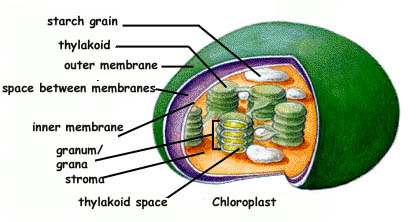 starch grain
thylakoid
outer membrane
space between membranes
inner membrane
granum/
grana
stroma
thylakoid space
Chloroplast